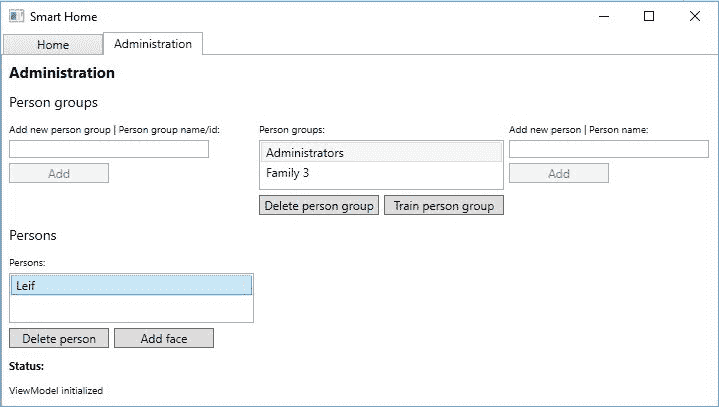 Smart Home
Home Administration
Administration
Person groups
Add new person group | Person group name/id: Person groups: Add new person | Person name:
Administrators
Family 3
Add Add
Delete person group Train person group
Persons
Persons:
Leif
Delete person Add face
Status:
ViewModel initialized